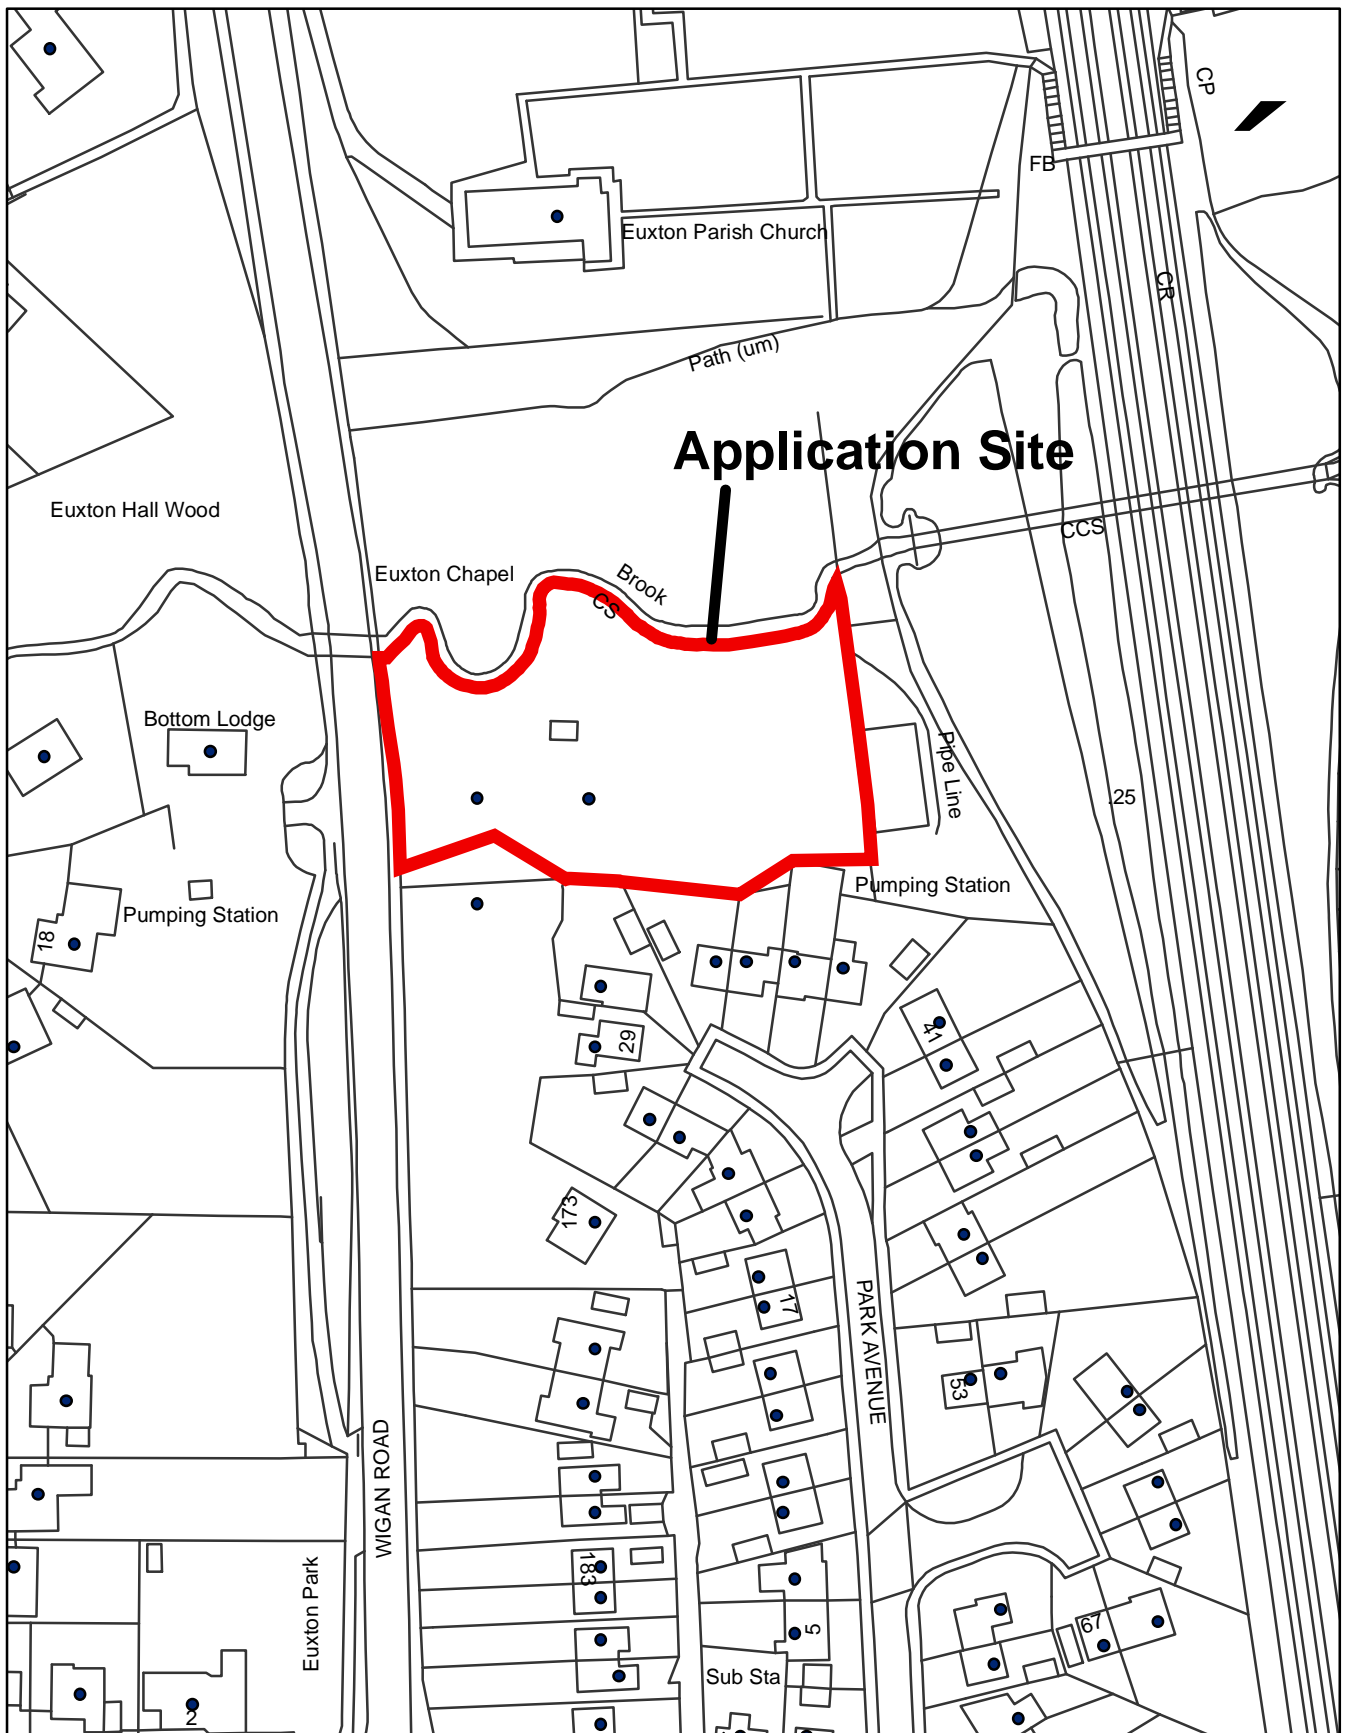 CP
FB
Euxton Parish Church
CR
Path (um)
Application Site
Euxton Hall Wood
CCS
Euxton Chapel
Brook
CS
Bottom Lodge
Pipe Line
.25
Pumping Station
Pumping Station
18
29
41
173
17
PARK AVENUE
53
WIGAN ROAD
183
Euxton Park
67
5
Sub Sta
2